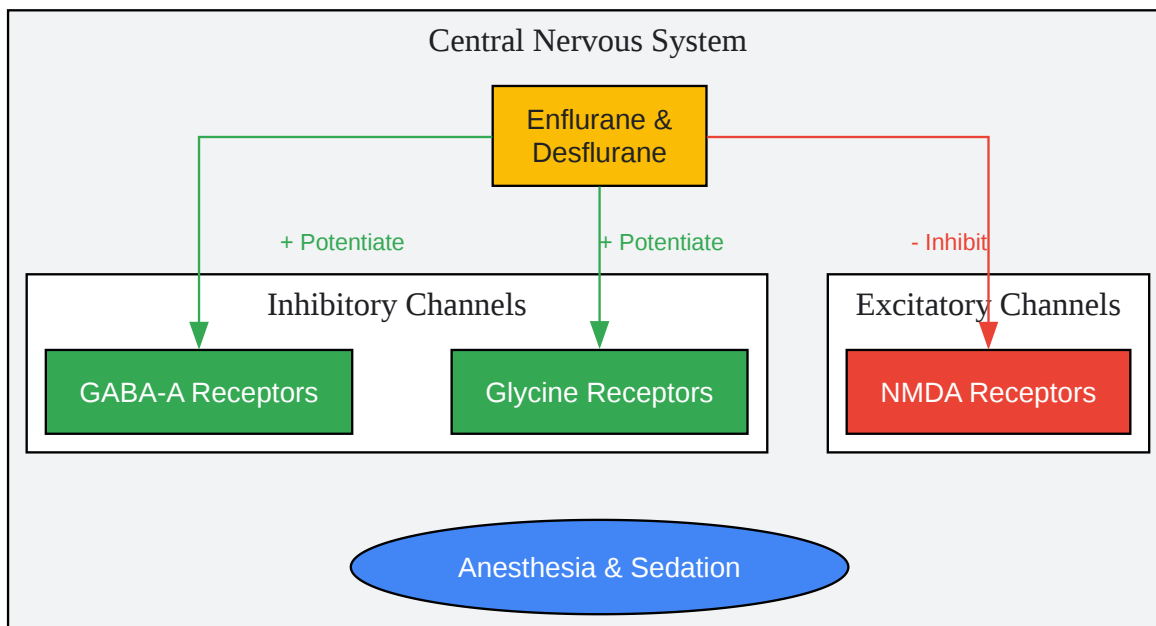 Central Nervous System
Enflurane &
Desflurane
+ Potentiate
+ Potentiate
- Inhibit
Inhibitory Channels
Excitatory Channels
GABA-A Receptors
Glycine Receptors
NMDA Receptors
Anesthesia & Sedation